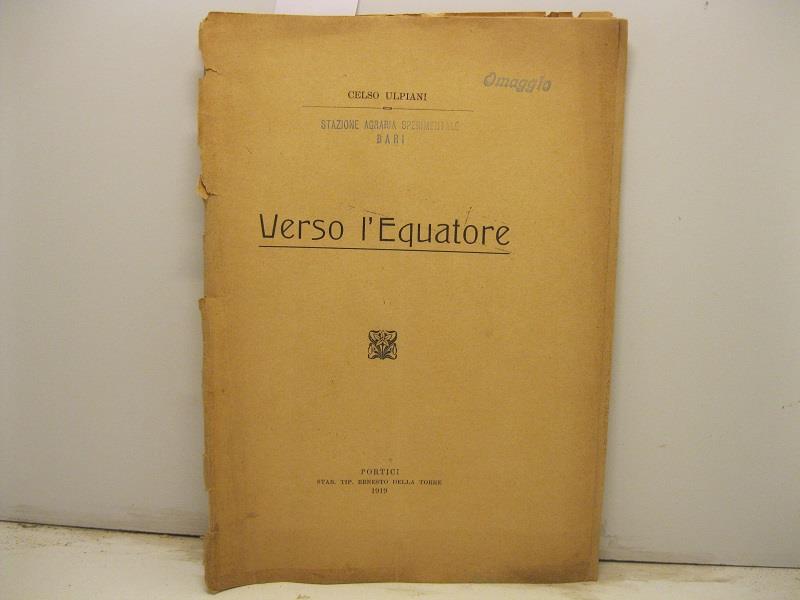 Omaggio
CELSO ULPIANI
STAZIONE AGRARIA SPERIMENTALE
BARI
Verso l'Equatore
PORTICI
STAB. TIP. ERNESTO DELLA TORRE
1919